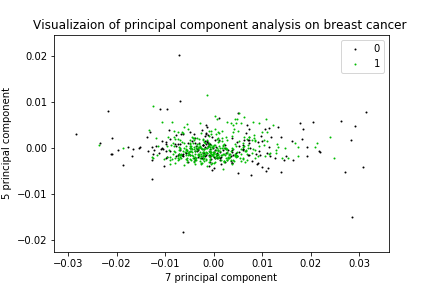 Visualizaion of principal component analysis on breast cancer
0
1
0.02
0.01
0.00
−0.01
−0.02
5 principal component
−0.03 −0.02 −0.01 0.00 0.01 0.02 0.03
7 principal component